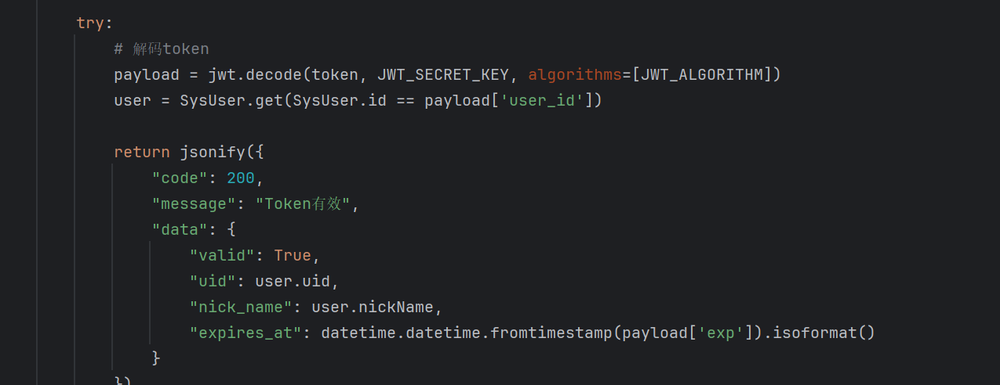 try:
# 解码token
payload = jwt.decode(token, JWT_SECRET_KEY, algorithms=[JWT_ALGORITHM])
user = SysUser.get(SysUser.id == payload['user_id'])
return jsonify({
"code": 200,
"message": "Token有效",
"data": {
"valid": True,
"uid": user.uid,
"nick_name": user.nickName,
"expires_at": datetime.datetime.fromtimestamp(payload['exp']).isoformat()
}
})